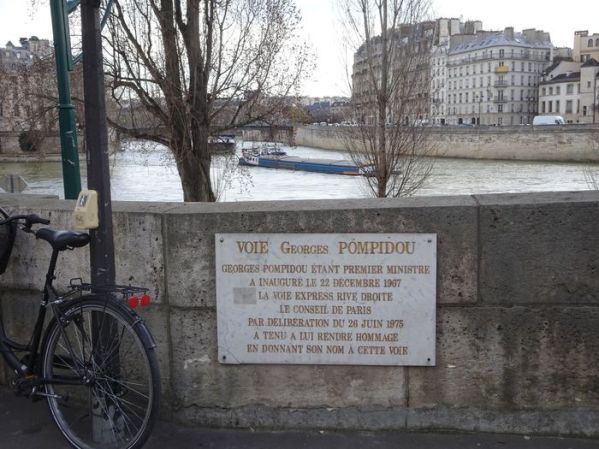 VOIE GEORGES POMPIDOU
GEORGES POMPIDOU ETANT PREMIER MINISTRE
A INAUGURE LE 22 DECEMBRE 1967
LA VOIE EXPRESS RIVE DROITE
LE CONSEIL DE PARIS
PAR DELIBERATION DU 26 JUIN 1975
A TENU A LUI RENDRE HOMMAGE
EN DONNANT SON NOM À CETTE VOIE